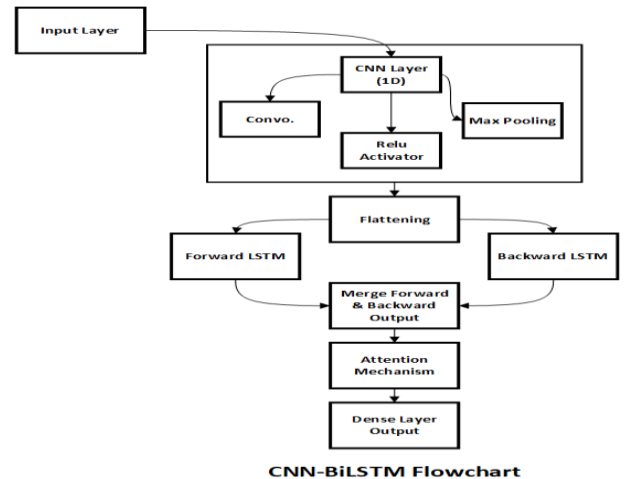 Input Layer
CNN Layer
(1D)
Convo.
Max Pooling
Relu
Activator
Flattening
Forward LSTM
Backward LSTM
Merge Forward
& Backward
Output
Attention
Mechanism
Dense Layer
Output
CNN-BiLSTM Flowchart